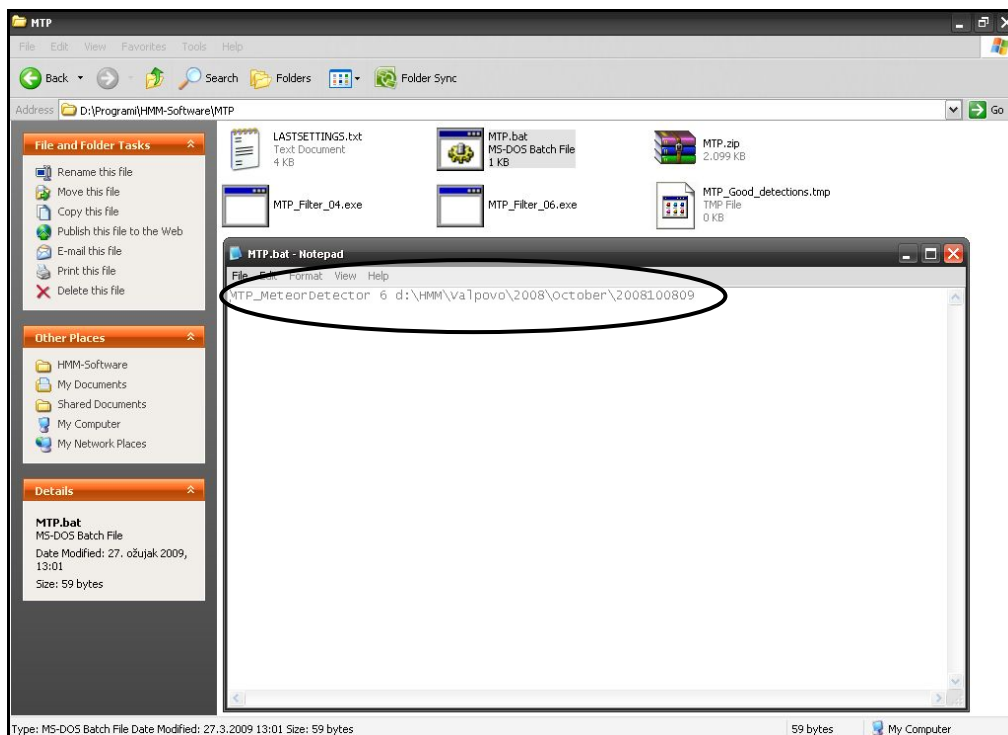 MTP
File Edit View Favorites Tools Help
Back Search Folders Folder Sync
Address D:\Programi\HMM-Software\MTP Go
File and Folder Tasks
Rename this file
Move this file
Copy this file
Publish this file to the Web
E-mail this file
Print this file
Delete this file
Other Places
HMM-Software
My Documents
Shared Documents
My Computer
My Network Places
Details
MTP.bat
MS-DOS Batch File
Date Modified: 27. ožujak 2009,
13:01
Size: 59 bytes
LASTSETTINGS.txt
Text Document
4 KB
MTP.bat
MS-DOS Batch File
1 KB
MTP.zip
2.099 KB
MTP_Filter_04.exe
MTP_Filter_06.exe
MTP_Good_detections.tmp
TMP File
0 KB
MTP.bat - Notepad
File Edit Format View Help
MTP_MeteorDetector 6 d:\HMM\Valpovo\2008\October\2008100809
Type: MS-DOS Batch File Date Modified: 27.3.2009 13:01 Size: 59 bytes
59 bytes
My Computer